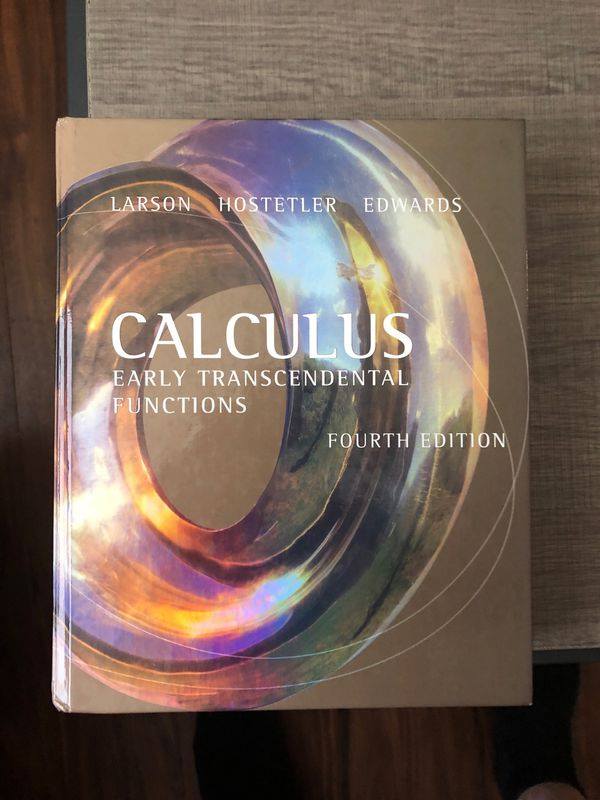 LARSON HOSTETLER EDWARDS
CALCULUS
EARLY TRANSCENDENTAL
FUNCTIONS
FOURTH EDITION